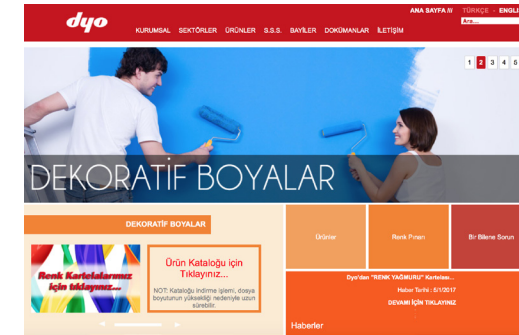 dyo
ANA SAYFA ///
TÜRKÇE - ENGLI
Ara...
KURUMSAL SEKTÖRLER ÜRÜNLER S.S.S. BAYİLER DOKÜMANLAR İLETİŞİM
1 2 3 4 5
DEKORATİF BOYALAR
DEKORATİF BOYALAR
Renk Kartelalarımız
için tıklayınız...
Ürün Kataloğu için
Tıklayınız...
NOT: Kataloğu indirme işlemi, dosya
boyutunun yüksekliği nedeniyle uzun
sürebilir.
Ürünler
Renk Pınarı
Bir Bilene Sorun
Dyo'dan "RENK YAĞMURU" Kartelası...
Haber Tarihi : 5/1/2017
DEVAMI İÇİN TIKLAYINIZ
Haberler